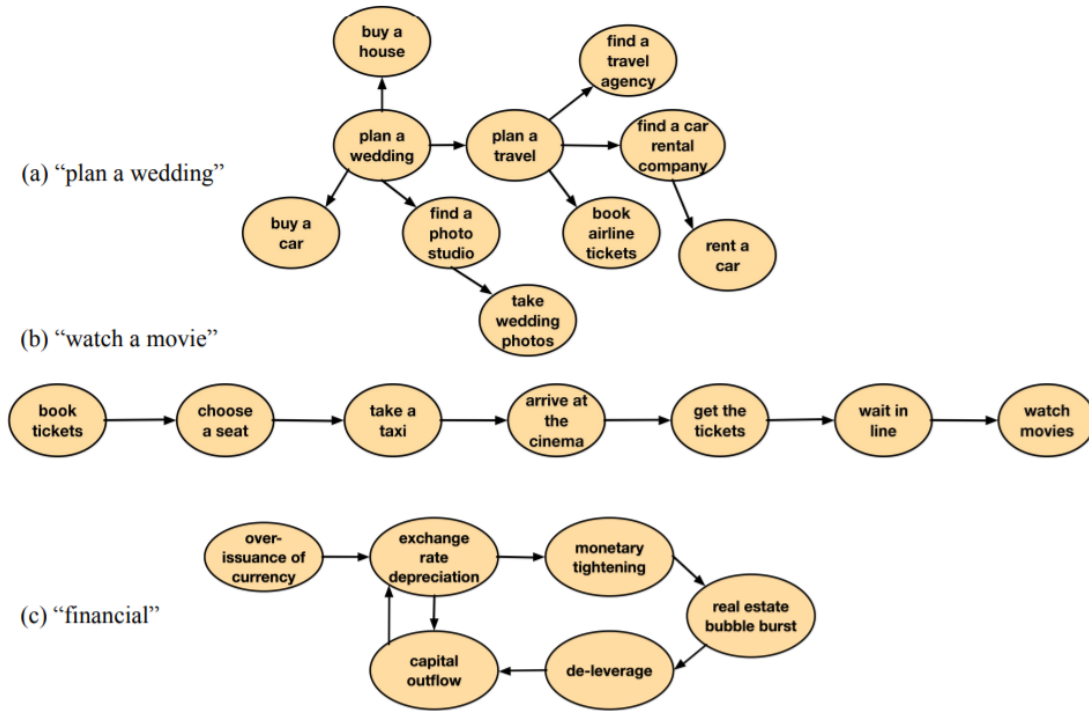 buy a
house
find a
travel
agency
plan a
wedding
plan a
travel
find a car
rental
company
(a) “plan a wedding”
buy a
car
find a
photo
studio
book
airline
tickets
rent a
car
take
wedding
photos
(b) “watch a movie”
book
tickets
choose
a seat
take a
taxi
arrive at
the
cinema
get the
tickets
wait in
line
watch
movies
over-
issuance of
currency
exchange
rate
depreciation
monetary
tightening
real estate
bubble burst
(c) “financial”
capital
outflow
de-leverage